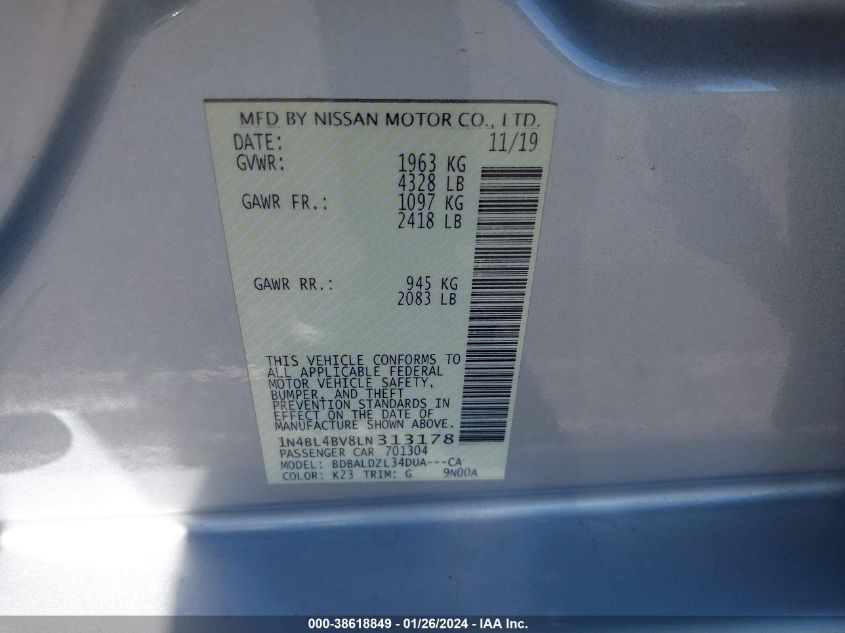 MFD BY NISSAN MOTOR CO., LTD.
DATE: 11/19
GVWR: 1963 KG
4328 LB
GAWR FR.: 1097 KG
2418 LB
GAWR RR.: 945 KG
2083 LB
THIS VEHICLE CONFORMS TO
ALL APPLICABLE FEDERAL
MOTOR VEHICLE SAFETY,
BUMPER, AND THEFT
PREVENTION STANDARDS IN
EFFECT ON THE DATE OF
MANUFACTURE SHOWN ABOVE.
1N4BL4BV8LN313178
PASSENGER CAR 701304
MODEL: BDBALDZL34DUA---CA
COLOR: K23 TRIM: G 9N00A
000-38618849 - 01/26/2024 - IAA Inc.